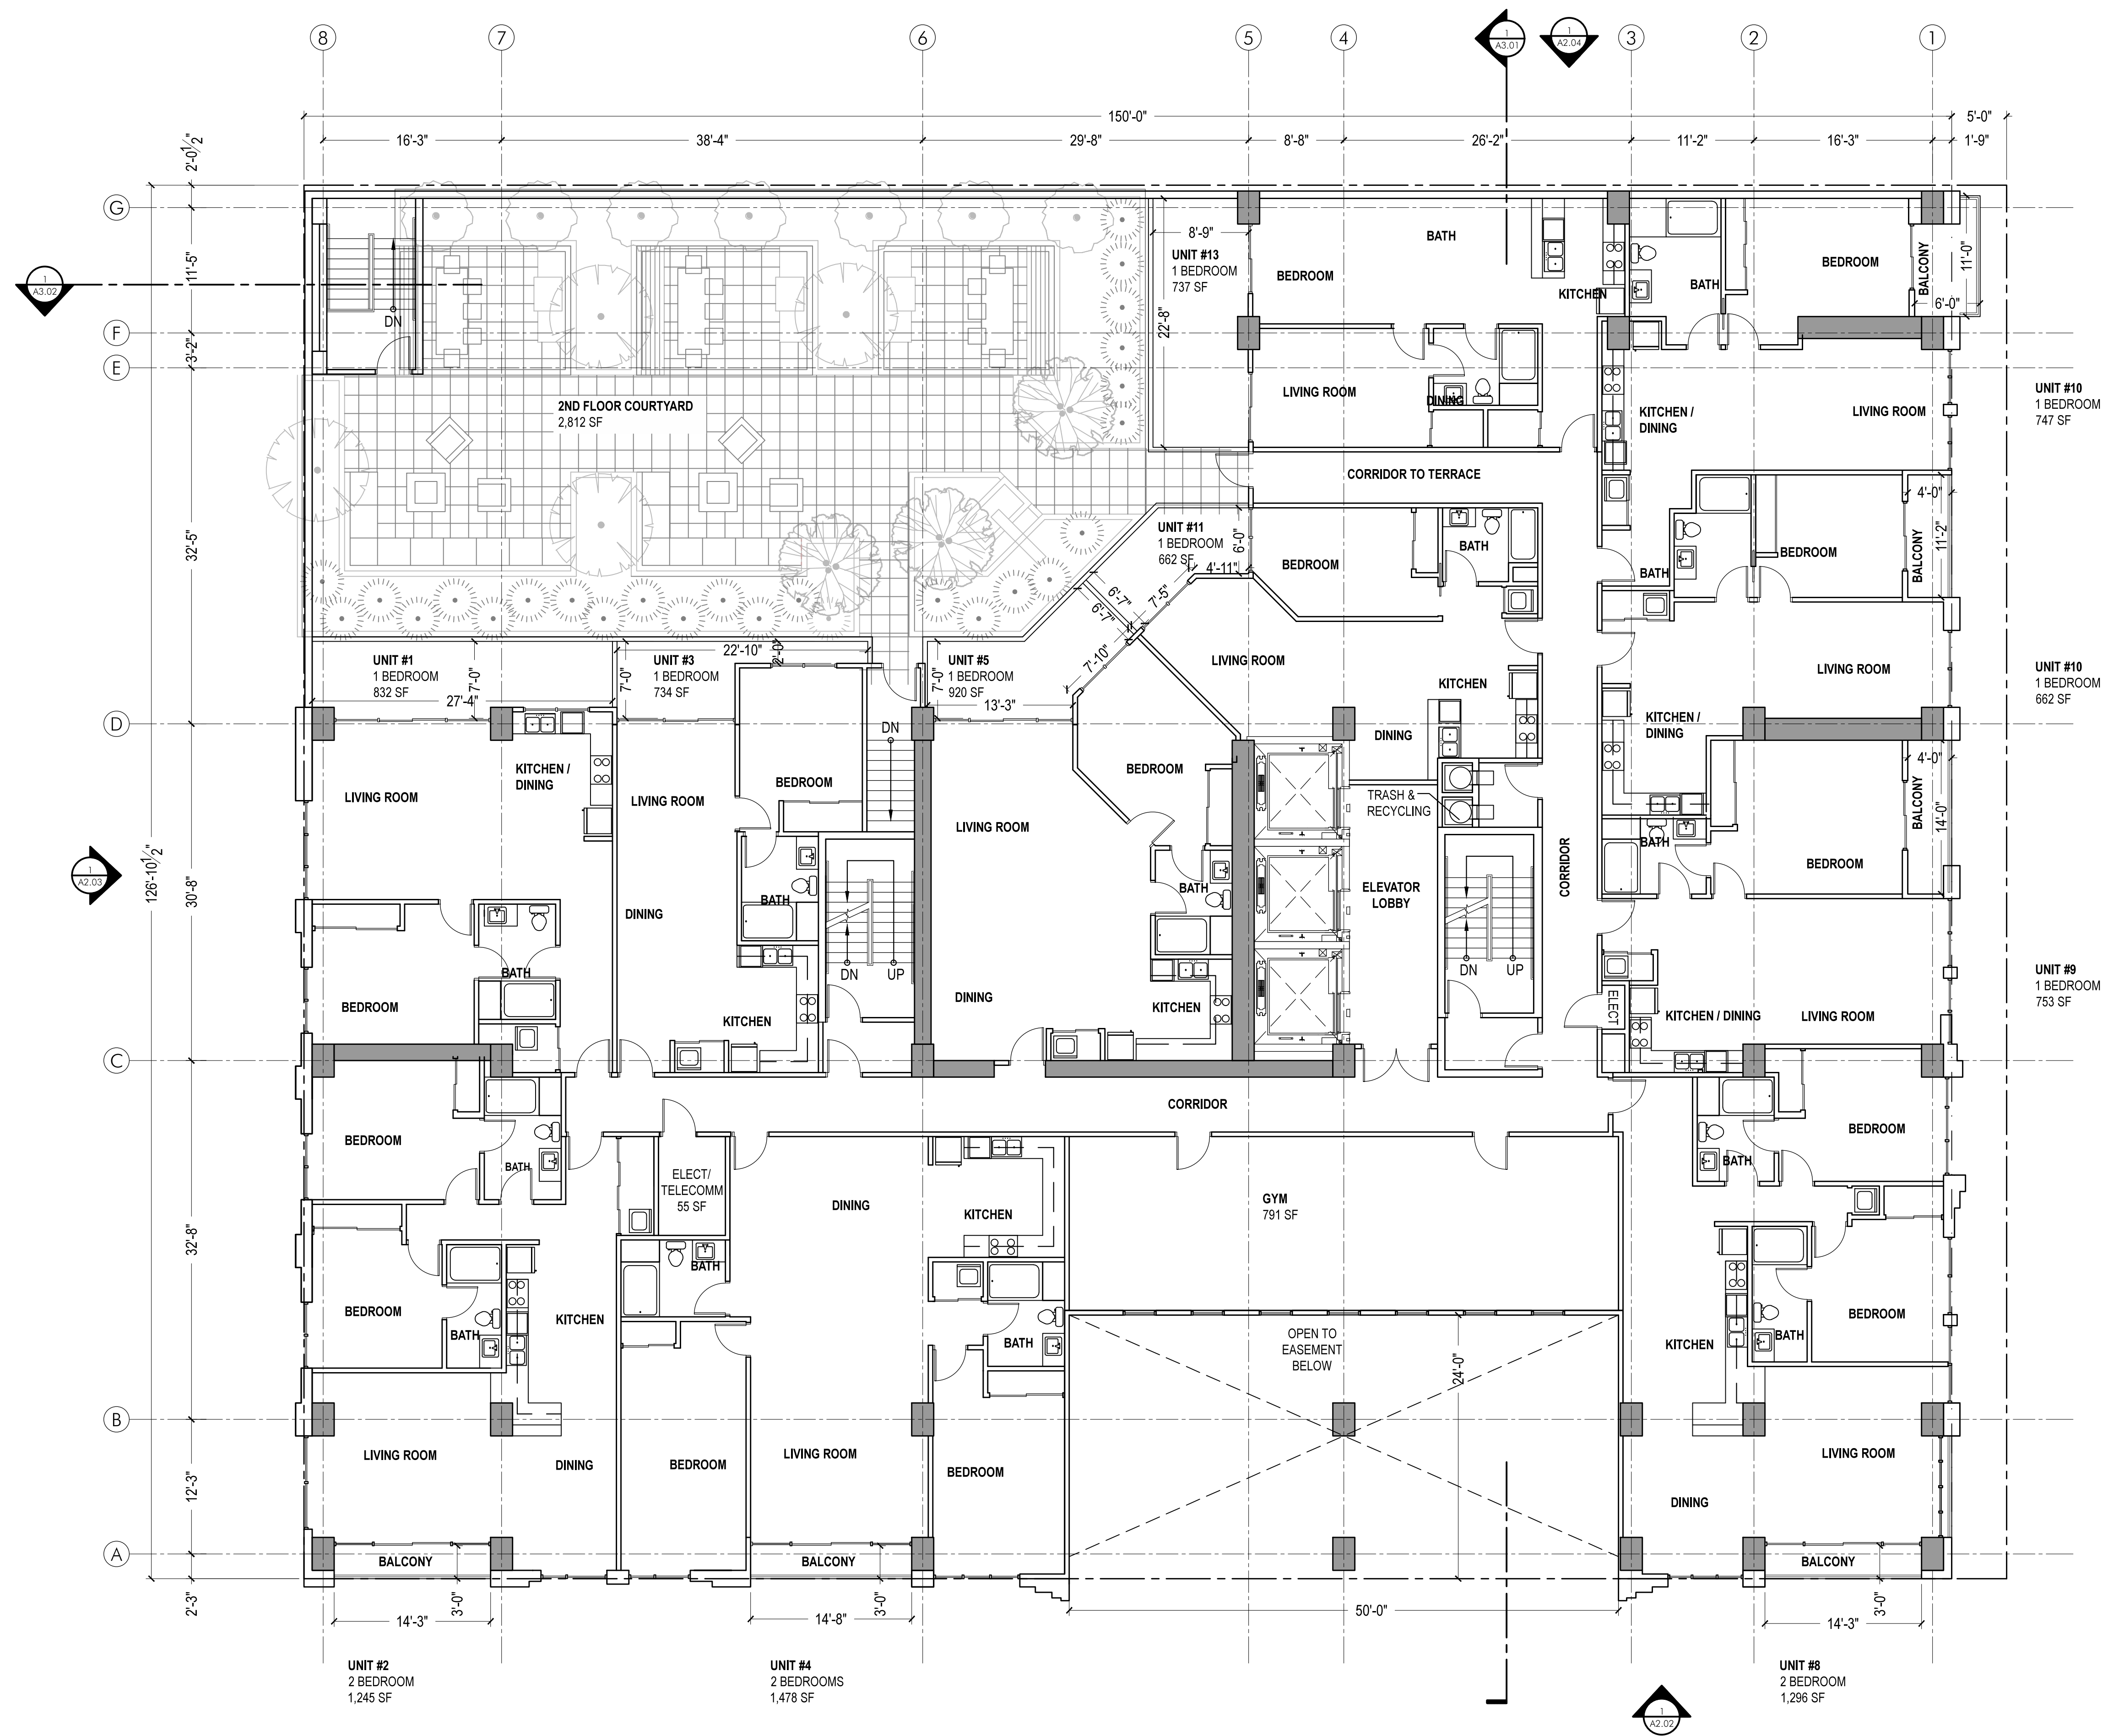 8
7
6
5
4
1
A3.01
1
A2.04
3
2
1
150'-0"
5'-0"
16'-3"
38'-4"
29'-8"
8'-8"
26'-2"
11'-2"
16'-3"
1'-9"
2'-0½"
G
11'-5"
1
A3.02
F
3'-2"
E
32'-5"
D
126'-10½"
1
A2.03
30'-8"
C
32'-8"
B
12'-3"
A
2'-3"
DN
2ND FLOOR COURTYARD
2,812 SF
8'-9"
UNIT #13
1 BEDROOM
737 SF
22'-8"
BEDROOM
BATH
KITCHEN
LIVING ROOM
DINING
BATH
BEDROOM
BALCONY
11'-0"
6'-0"
KITCHEN /
DINING
LIVING ROOM
UNIT #10
1 BEDROOM
747 SF
CORRIDOR TO TERRACE
4'-0"
BEDROOM
BATH
BALCONY
11'-2"
UNIT #11
1 BEDROOM
662 SF
6'-0"
4'-11"
BEDROOM
BATH
6'-7"
6'-7"
7'-5"
7'-10"
LIVING ROOM
KITCHEN
DINING
LIVING ROOM
UNIT #10
1 BEDROOM
662 SF
KITCHEN /
DINING
4'-0"
BALCONY
14'-0"
BATH
BEDROOM
UNIT #1
1 BEDROOM
832 SF
7'-0"
27'-4"
UNIT #3
1 BEDROOM
734 SF
7'-0"
22'-10"
2'-0"
UNIT #5
1 BEDROOM
920 SF
7'-0"
13'-3"
DN
LIVING ROOM
KITCHEN /
DINING
LIVING ROOM
BEDROOM
LIVING ROOM
BEDROOM
TRASH &
RECYCLING
ELEVATOR
LOBBY
CORRIDOR
BATH
DINING
BATH
BATH
BEDROOM
DN
UP
DINING
KITCHEN
KITCHEN
DN
UP
ELECT
KITCHEN / DINING
LIVING ROOM
UNIT #9
1 BEDROOM
753 SF
CORRIDOR
BEDROOM
BATH
BEDROOM
BATH
ELECT/
TELECOMM
55 SF
DINING
KITCHEN
GYM
791 SF
BEDROOM
BATH
KITCHEN
BATH
BATH
OPEN TO
EASEMENT
BELOW
24'-0"
KITCHEN
BATH
BEDROOM
LIVING ROOM
DINING
BEDROOM
LIVING ROOM
BEDROOM
LIVING ROOM
DINING
BALCONY
BALCONY
BALCONY
14'-3"
3'-0"
14'-8"
3'-0"
50'-0"
14'-3"
3'-0"
UNIT #2
2 BEDROOM
1,245 SF
UNIT #4
2 BEDROOMS
1,478 SF
UNIT #8
2 BEDROOM
1,296 SF
1
A2.02